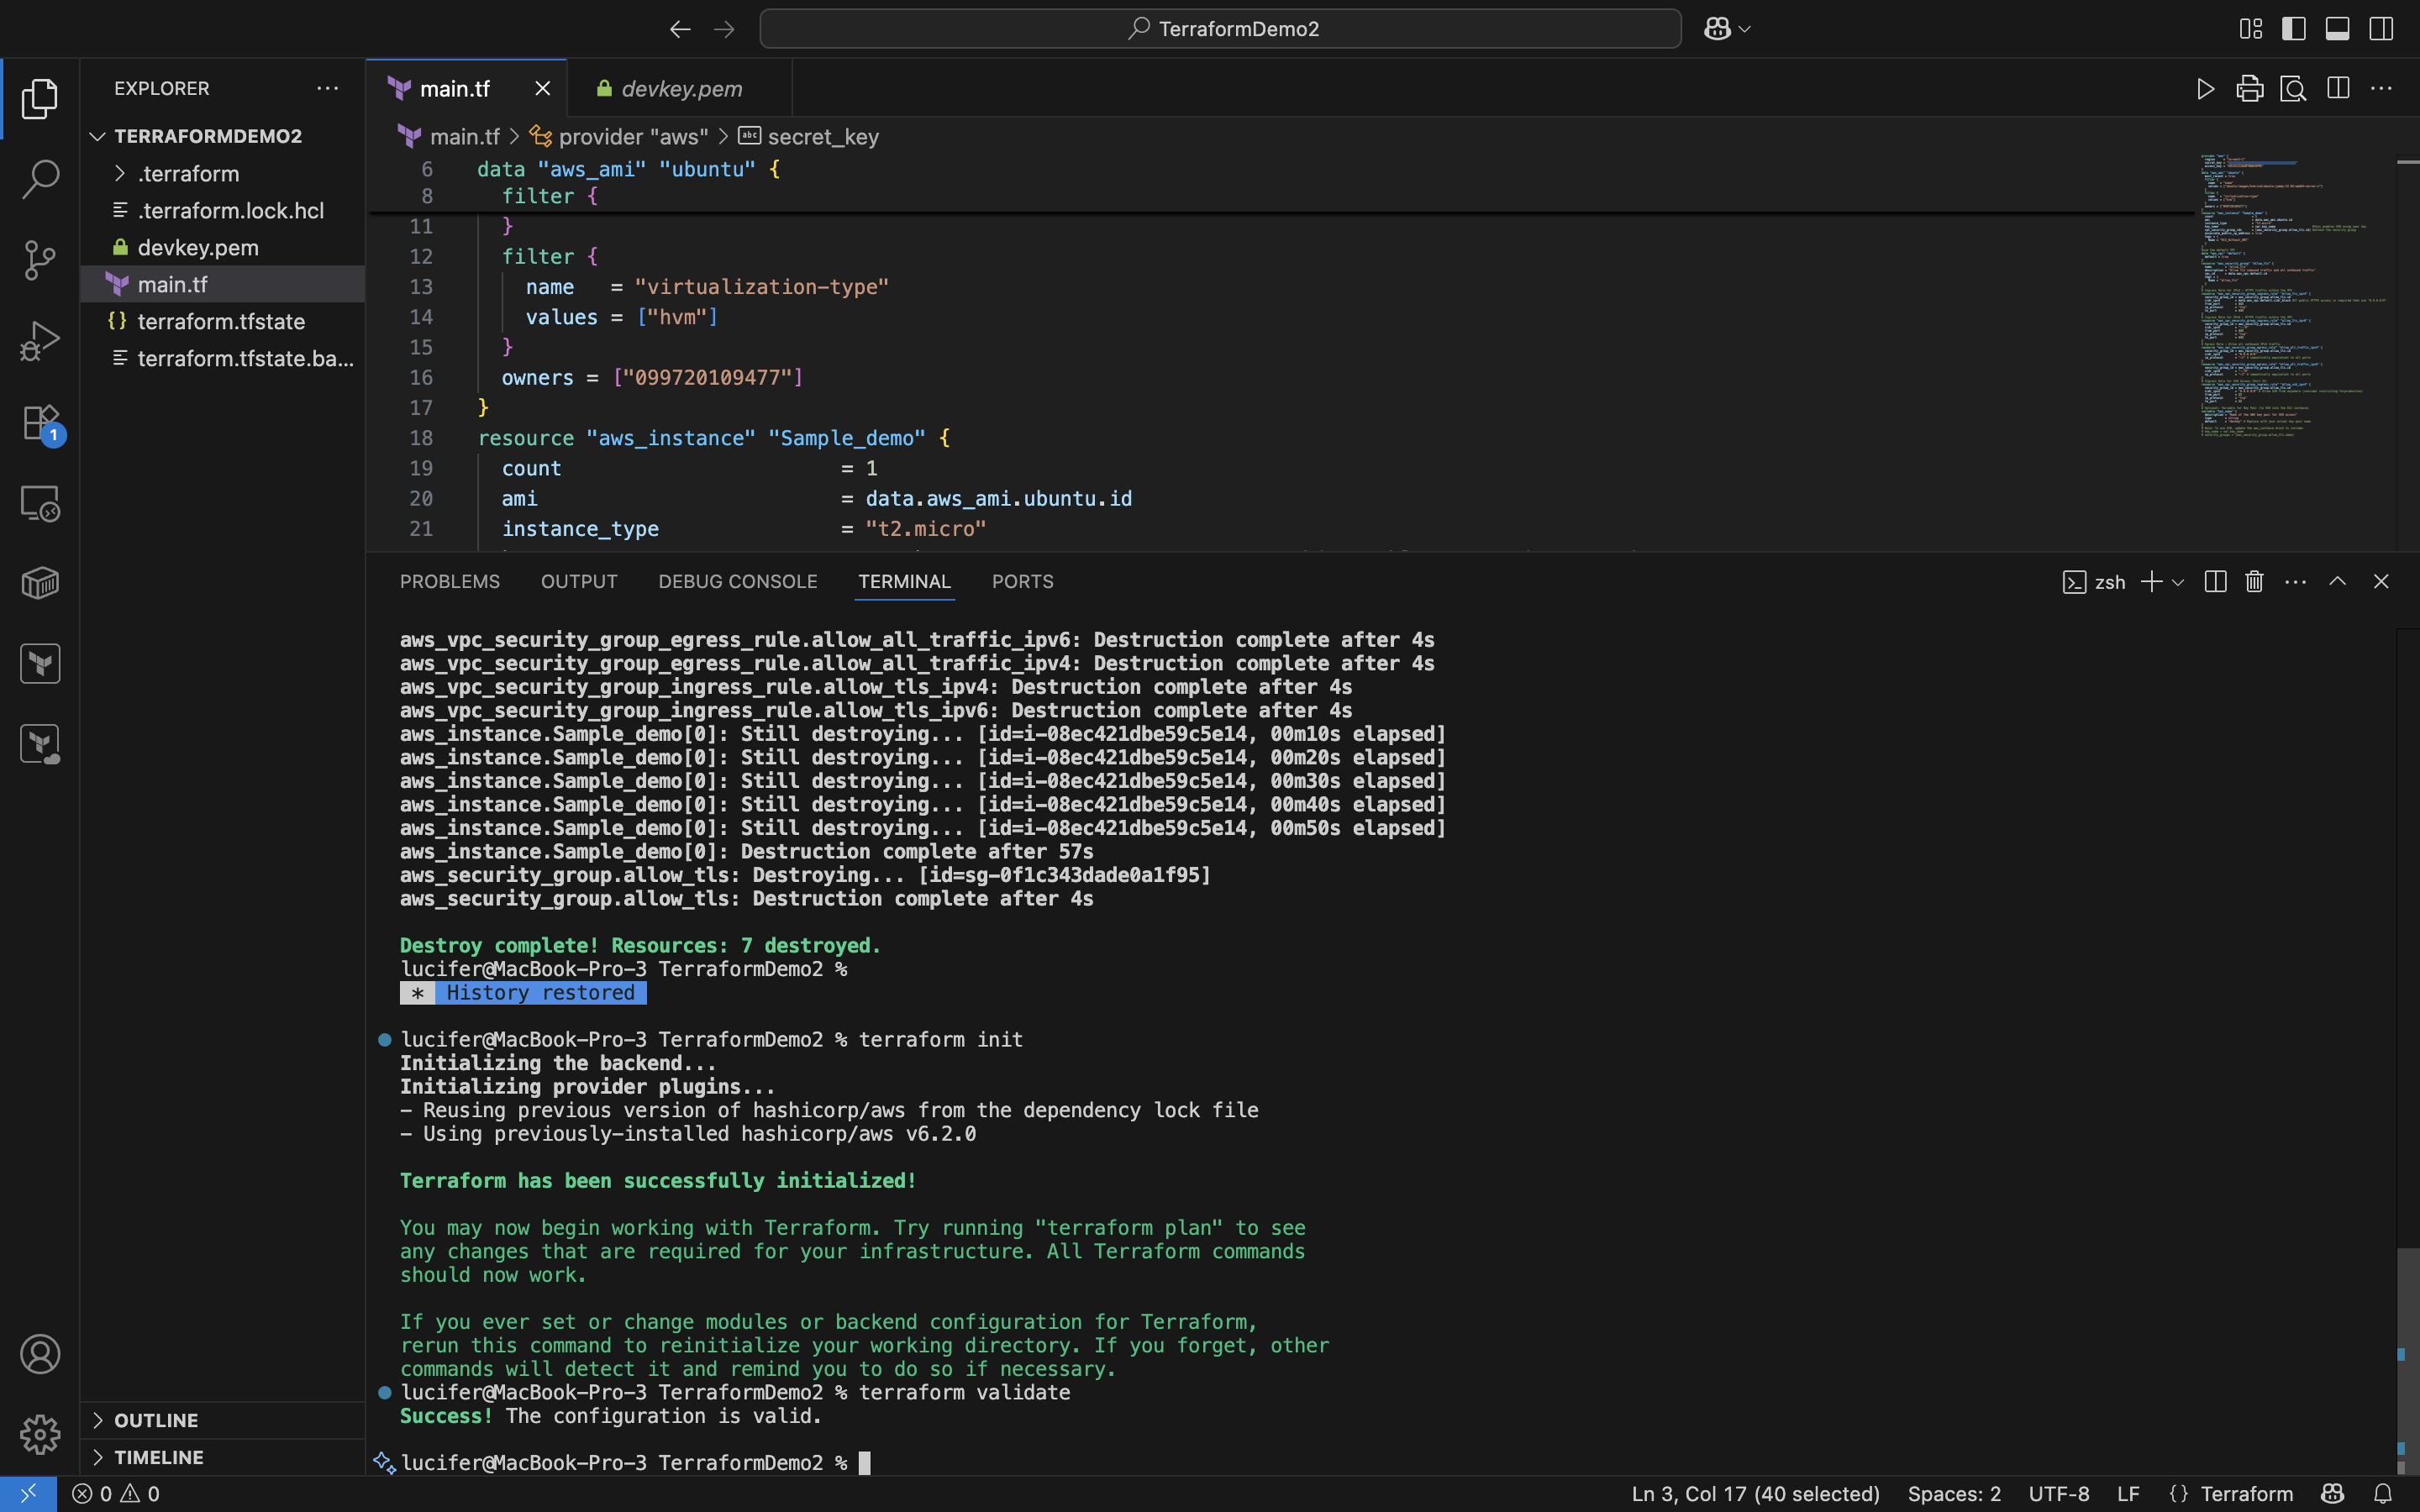 TerraformDemo2
EXPLORER
main.tf
devkey.pem
TERRAFORMDEMO2
.terraform
.terraform.lock.hcl
devkey.pem
main.tf
terraform.tfstate
terraform.tfstate.ba...
1
OUTLINE
TIMELINE
main.tf > provider "aws" > secret_key
6 data "aws_ami" "ubuntu" {
8 filter {
11 }
12 filter {
13 name = "virtualization-type"
14 values = ["hvm"]
15 }
16 owners = ["099720109477"]
17 }
18 resource "aws_instance" "Sample_demo" {
19 count = 1
20 ami = data.aws_ami.ubuntu.id
21 instance_type = "t2.micro"
PROBLEMS OUTPUT DEBUG CONSOLE TERMINAL PORTS
zsh
aws_vpc_security_group_egress_rule.allow_all_traffic_ipv6: Destruction complete after 4s
aws_vpc_security_group_egress_rule.allow_all_traffic_ipv4: Destruction complete after 4s
aws_vpc_security_group_ingress_rule.allow_tls_ipv4: Destruction complete after 4s
aws_vpc_security_group_ingress_rule.allow_tls_ipv6: Destruction complete after 4s
aws_instance.Sample_demo[0]: Still destroying... [id=i-08ec421dbe59c5e14, 00m10s elapsed]
aws_instance.Sample_demo[0]: Still destroying... [id=i-08ec421dbe59c5e14, 00m20s elapsed]
aws_instance.Sample_demo[0]: Still destroying... [id=i-08ec421dbe59c5e14, 00m30s elapsed]
aws_instance.Sample_demo[0]: Still destroying... [id=i-08ec421dbe59c5e14, 00m40s elapsed]
aws_instance.Sample_demo[0]: Still destroying... [id=i-08ec421dbe59c5e14, 00m50s elapsed]
aws_instance.Sample_demo[0]: Destruction complete after 57s
aws_security_group.allow_tls: Destroying... [id=sg-0f1c343dade0a1f95]
aws_security_group.allow_tls: Destruction complete after 4s
Destroy complete! Resources: 7 destroyed.
lucifer@MacBook-Pro-3 TerraformDemo2 %
* History restored
lucifer@MacBook-Pro-3 TerraformDemo2 % terraform init
Initializing the backend...
Initializing provider plugins...
- Reusing previous version of hashicorp/aws from the dependency lock file
- Using previously-installed hashicorp/aws v6.2.0
Terraform has been successfully initialized!
You may now begin working with Terraform. Try running "terraform plan" to see
any changes that are required for your infrastructure. All Terraform commands
should now work.
If you ever set or change modules or backend configuration for Terraform,
rerun this command to reinitialize your working directory. If you forget, other
commands will detect it and remind you to do so if necessary.
lucifer@MacBook-Pro-3 TerraformDemo2 % terraform validate
Success! The configuration is valid.
lucifer@MacBook-Pro-3 TerraformDemo2 %
0 0
Ln 3, Col 17 (40 selected) Spaces: 2 UTF-8 LF {} Terraform